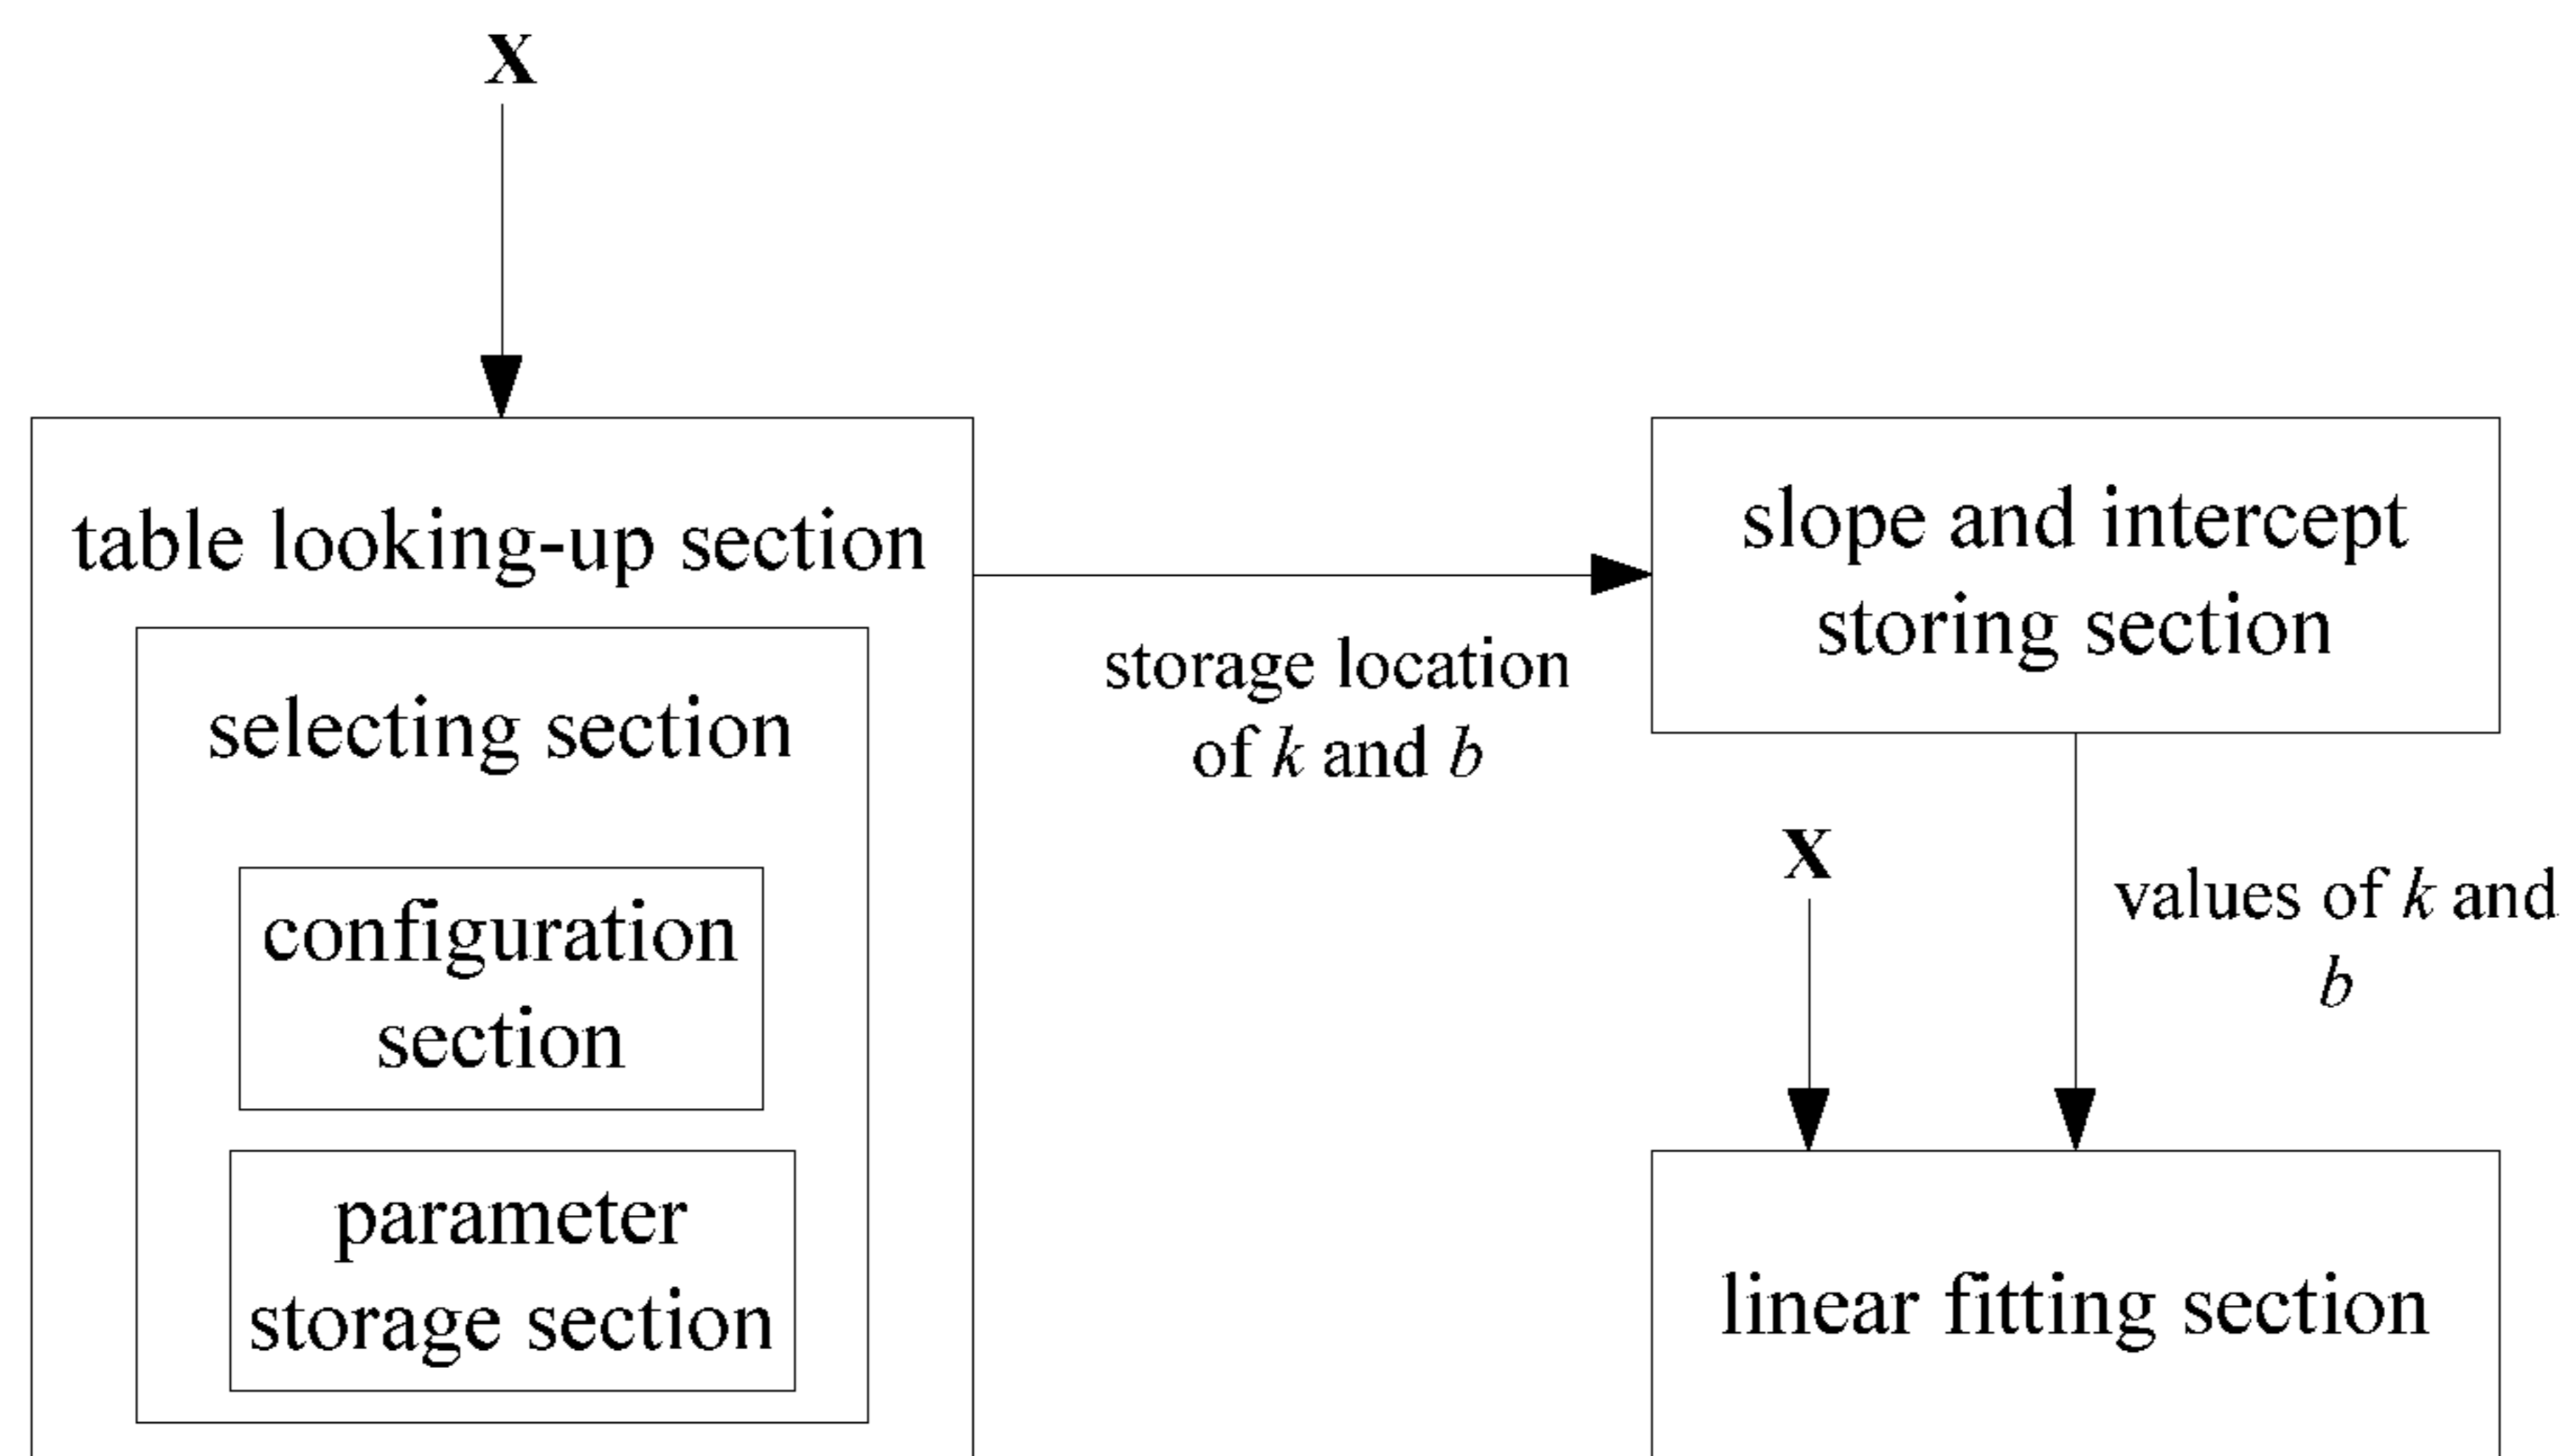 X
table looking-up section
selecting section
configuration
section
parameter
storage section
storage location
of k and b
slope and intercept
storing section
X
values of k and
b
linear fitting section